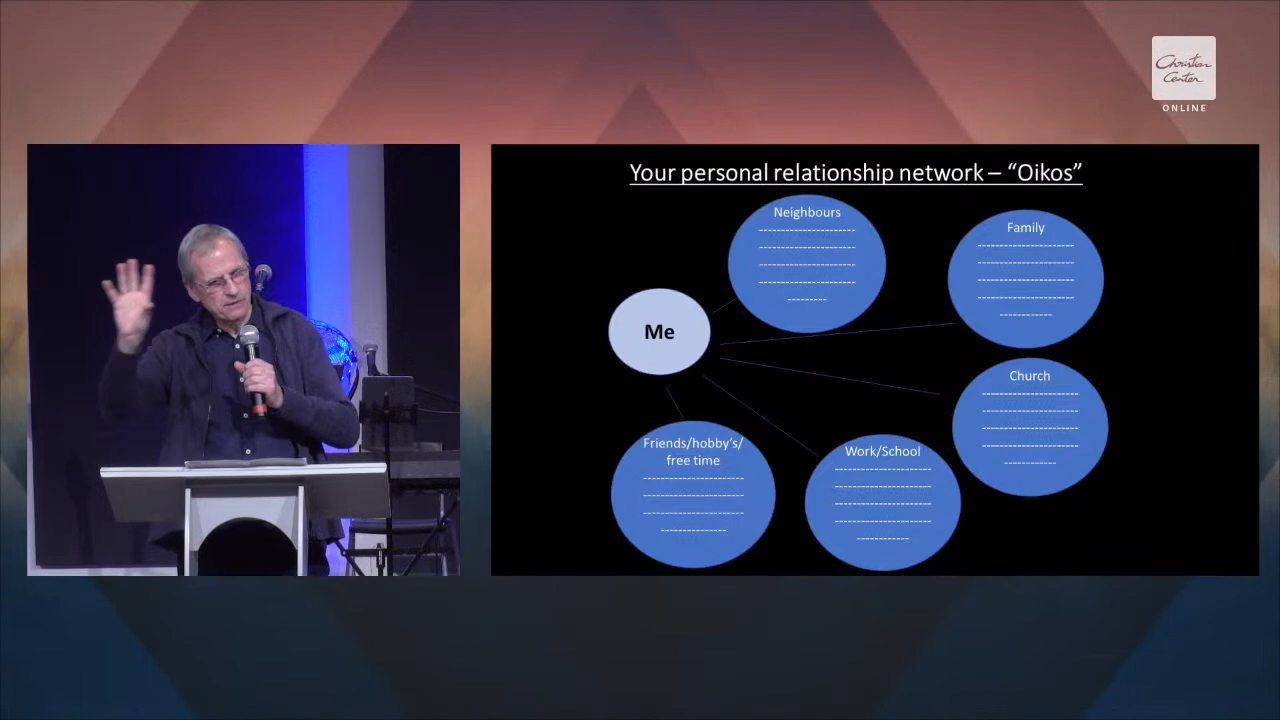 Christian
Center
ONLINE
Your personal relationship network – “Oikos”
Neighbours
Family
Me
Church
Friends/hobby's/
free time
Work/School